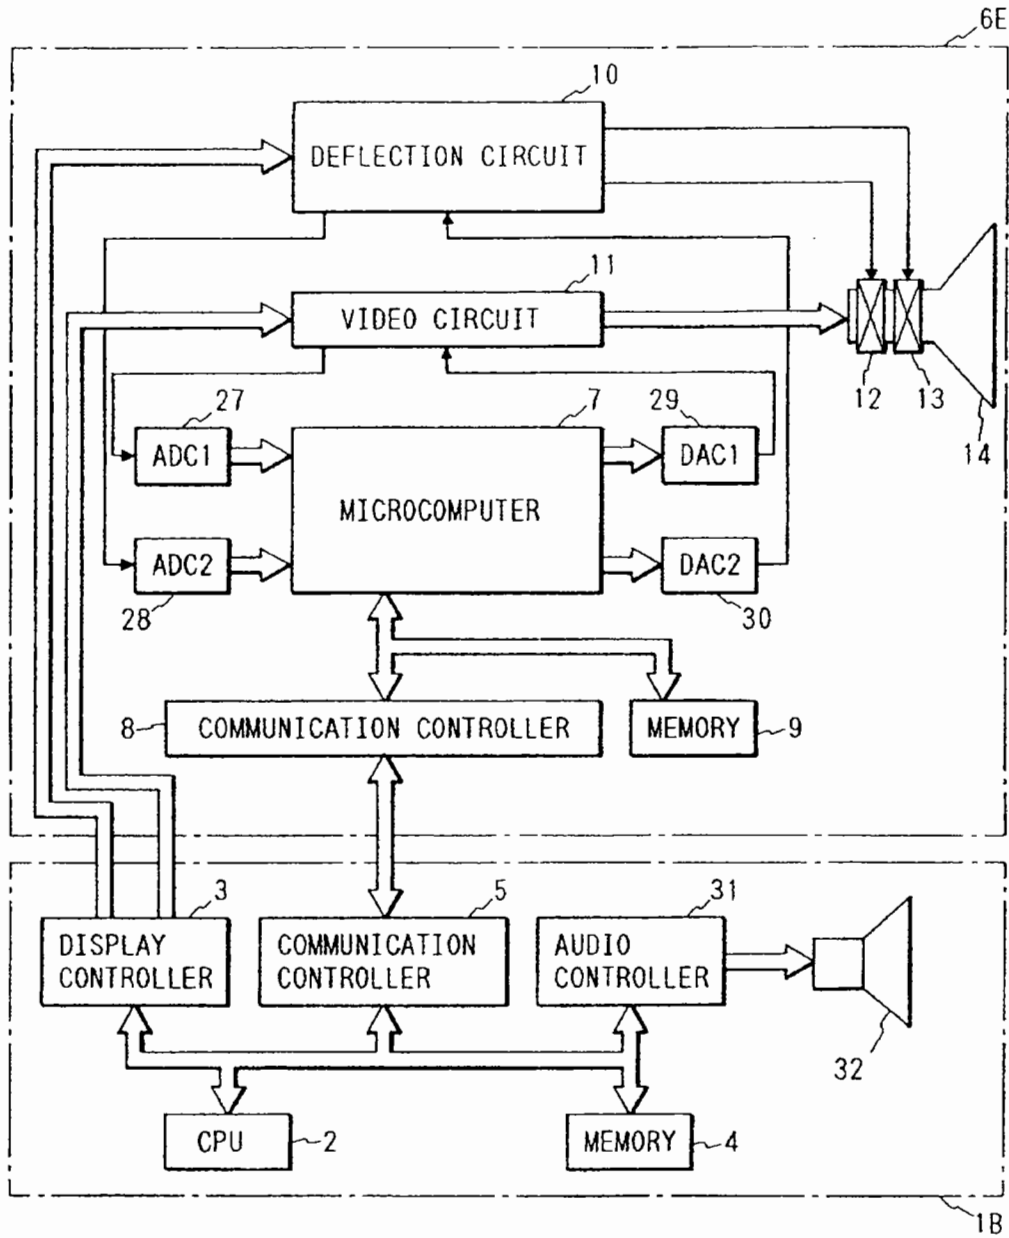 6E
10
DEFLECTION CIRCUIT
11
VIDEO CIRCUIT
12
13
14
27
ADC1
7
29
DAC1
MICROCOMPUTER
ADC2
28
DAC2
30
8
COMMUNICATION CONTROLLER
MEMORY
9
3
DISPLAY
CONTROLLER
5
COMMUNICATION
CONTROLLER
31
AUDIO
CONTROLLER
32
CPU
2
MEMORY
4
1B